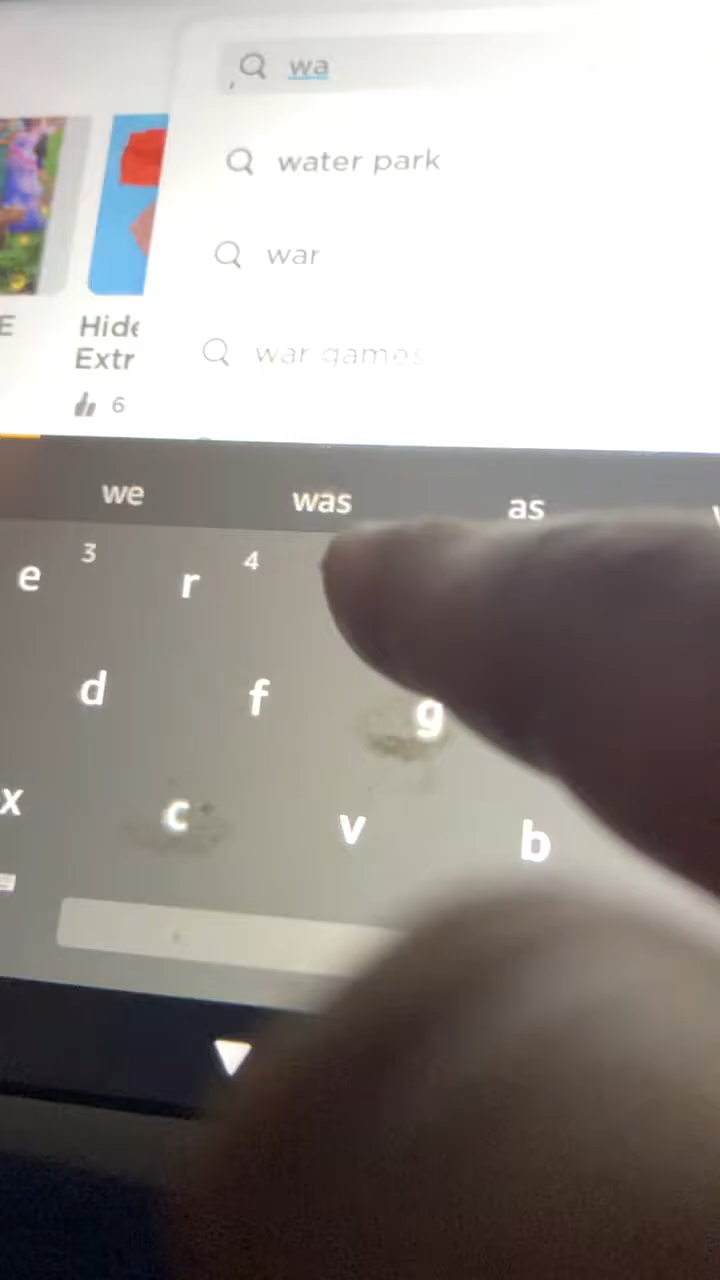 wa
water park
war
war games
E
Hide
Extr
6
we was as
e 3 r 4
d f g
x c v b